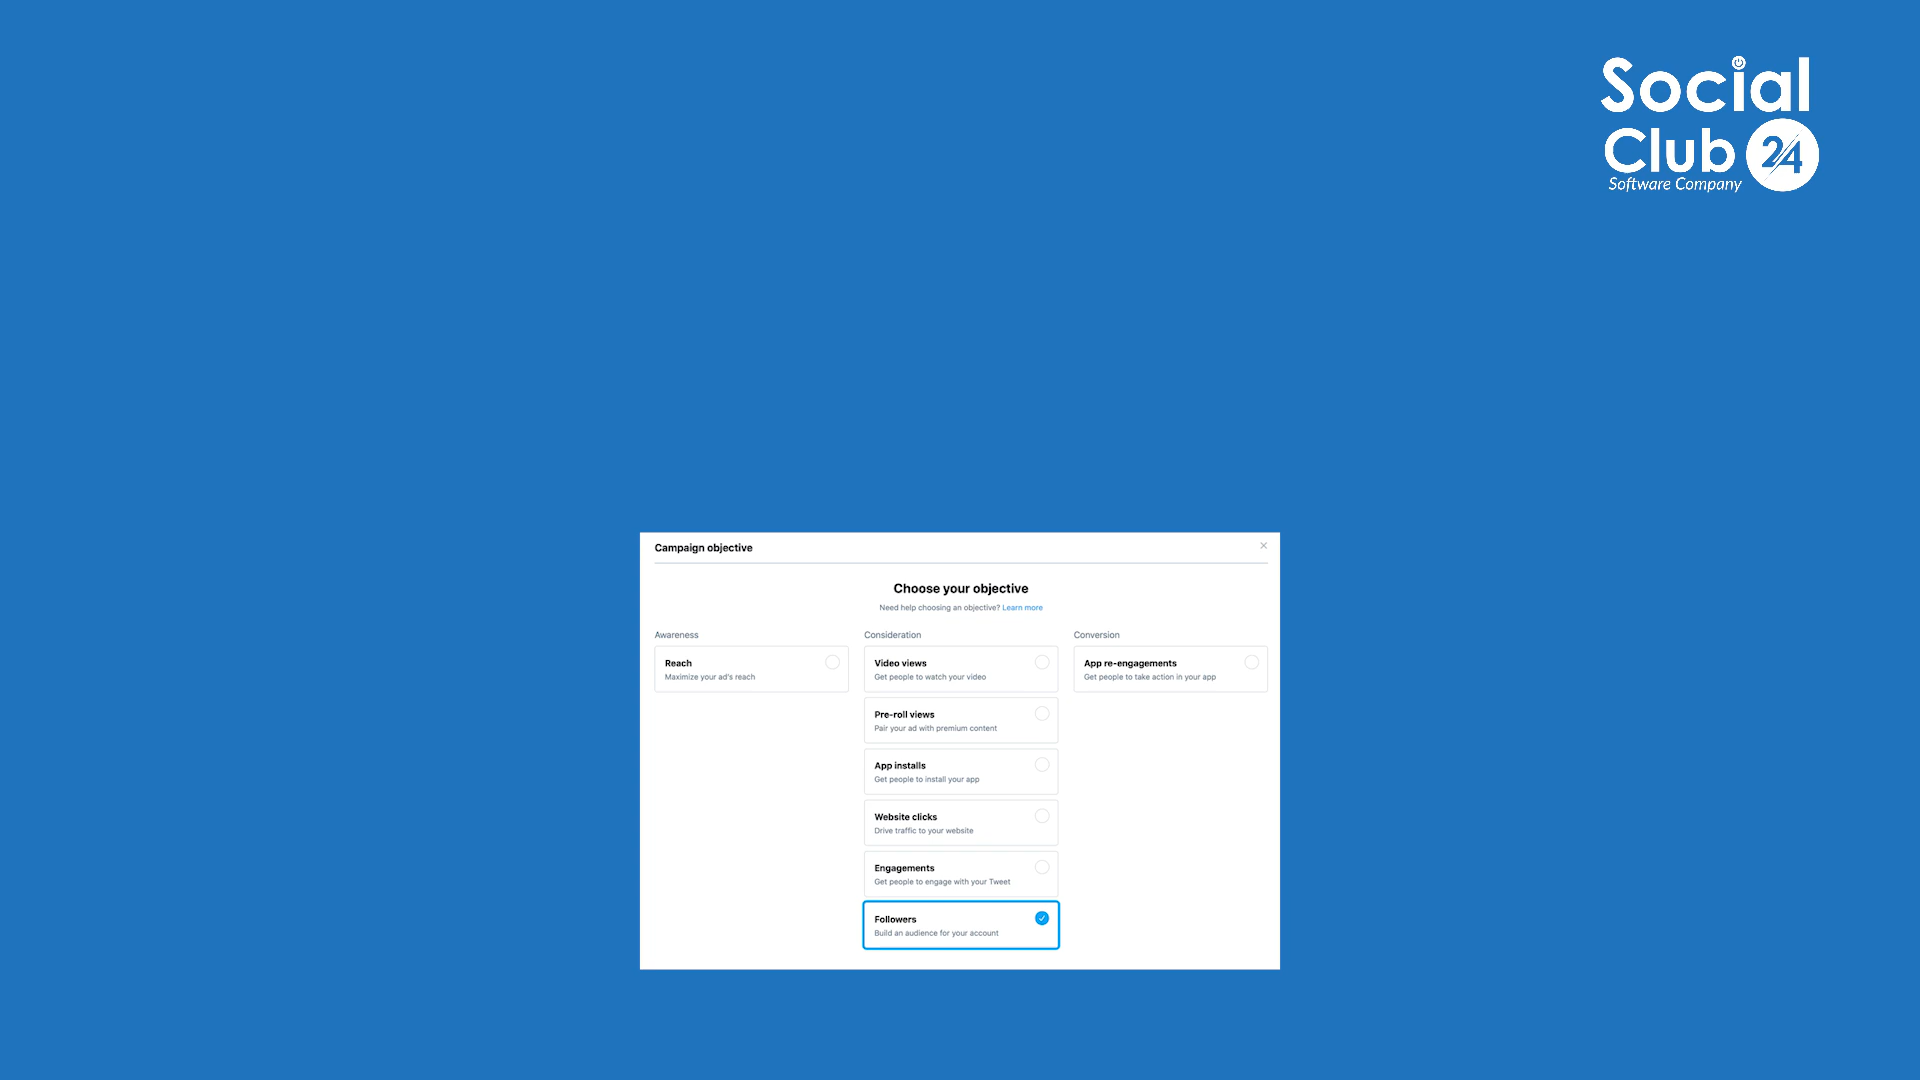 Social
Club 24
Software Company
Campaign objective
Choose your objective
Need help choosing an objective? Learn more
Awareness
Reach
Maximize your ad's reach
Consideration
Video views
Get people to watch your video
Pre-roll views
Pair your ad with premium content
App installs
Get people to install your app
Website clicks
Drive traffic to your website
Engagements
Get people to engage with your Tweet
Followers
Build an audience for your account
Conversion
App re-engagements
Get people to take action in your app